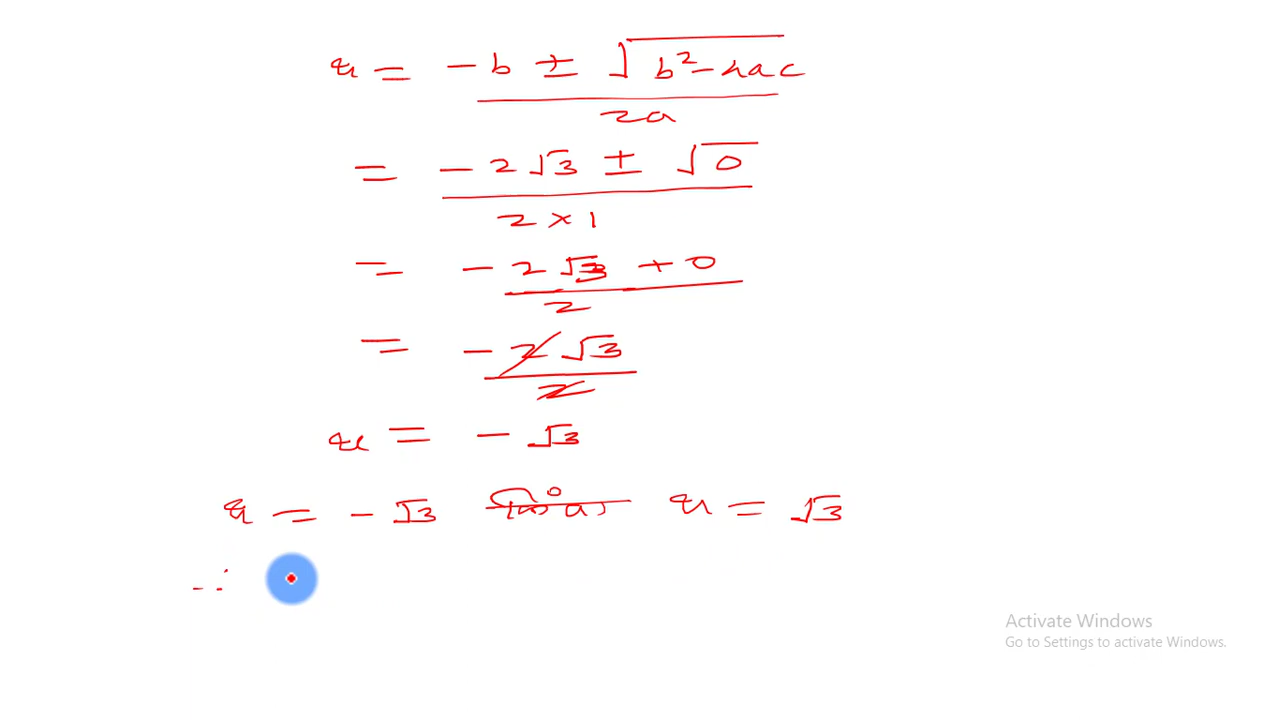 x = -b ± √b²-4ac
2a
= -2√3 ± √0
2×1
= -2√3 + 0
2
= -2√3
2
x = -√3
x = -√3 किंवा x = √3
∴
Activate Windows
Go to Settings to activate Windows.